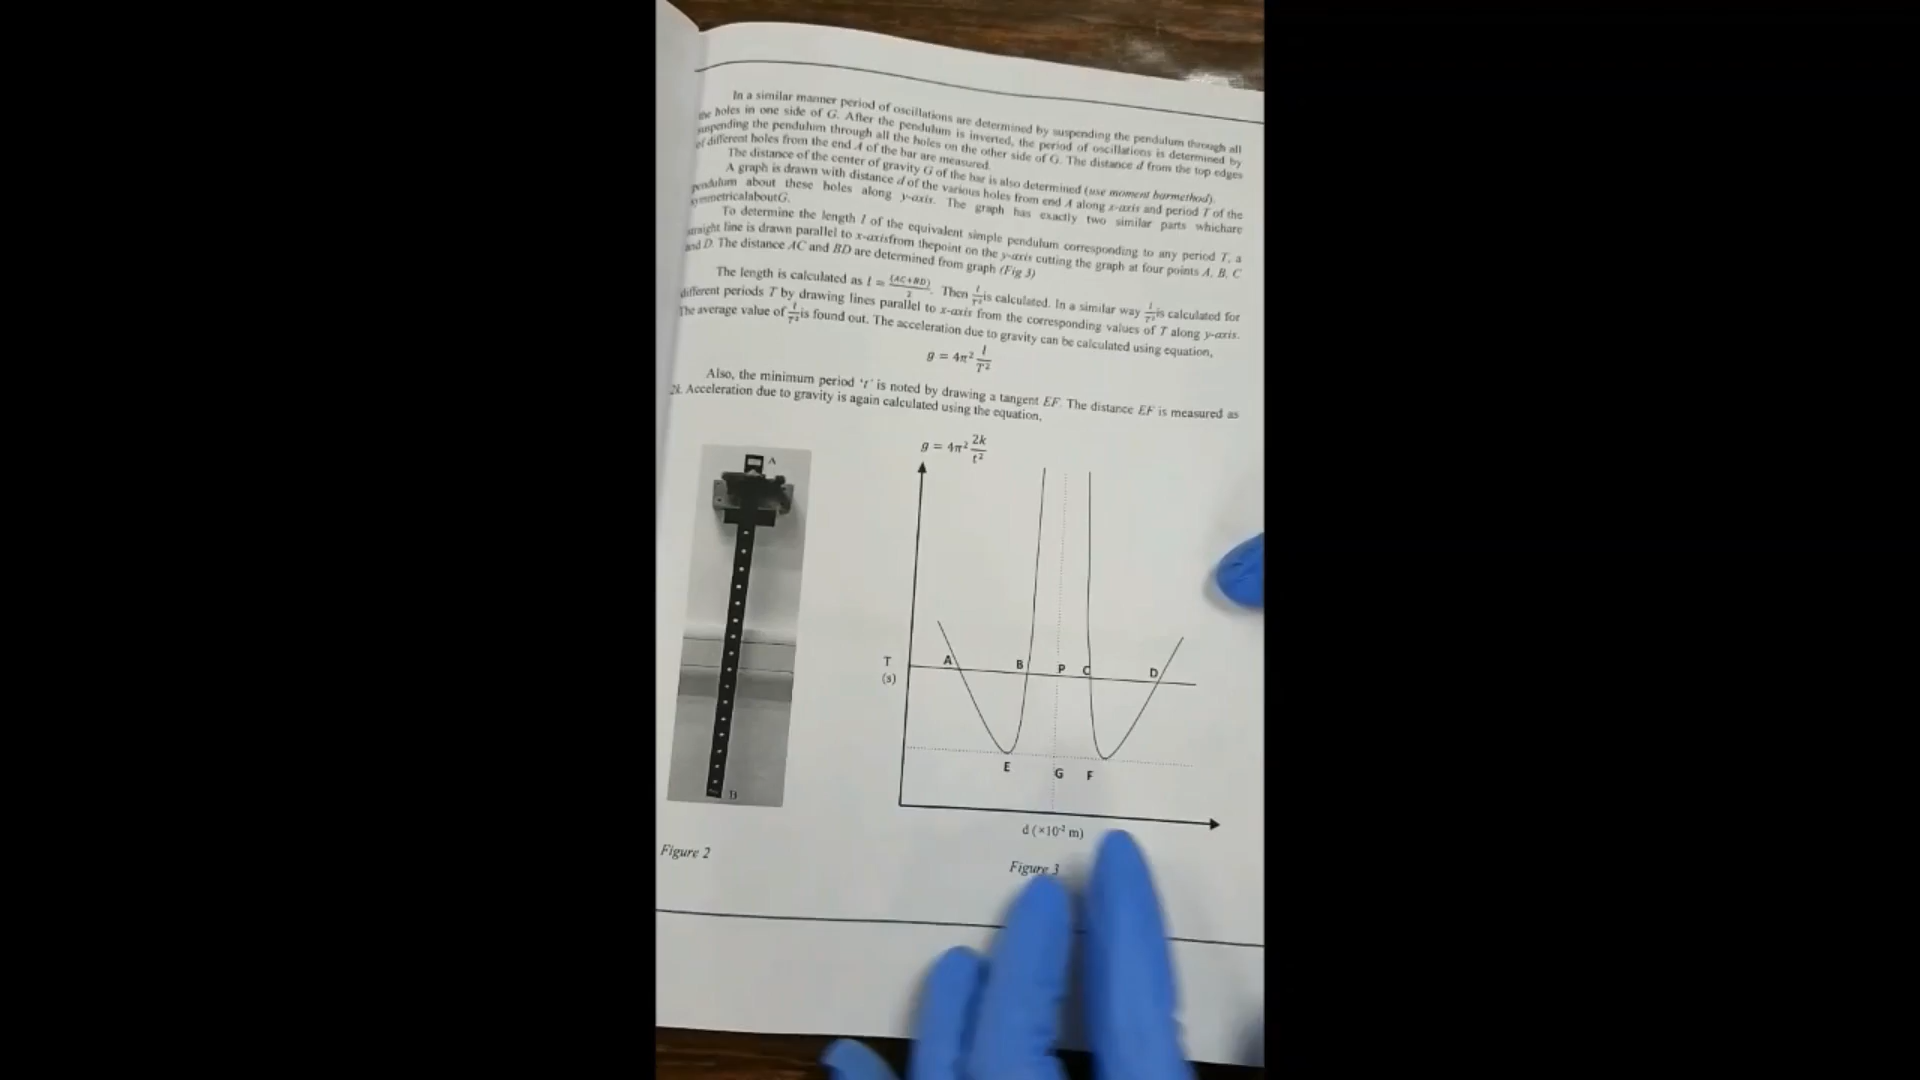 In a similar manner period of oscillations are determined by suspending the pendulum through all
the holes in one side of G. After the pendulum is inverted, the period of oscillations is determined by
suspending the pendulum through all the holes on the other side of G. The distance d from the top edges
of different holes from the end A of the bar are measured.
The distance of the center of gravity G of the bar is also determined (use moment barmethod).
A graph is drawn with distance d of the various holes from end A along x-axis and period T of the
pendulum about these holes along y-axis. The graph has exactly two similar parts whichare
symmetricalaboutG.
To determine the length l of the equivalent simple pendulum corresponding to any period T, a
straight line is drawn parallel to x-axisfrom thepoint on the y-axis cutting the graph at four points A, B, C
and D. The distance AC and BD are determined from graph (Fig 3)
The length is calculated as l = (AC+BD)/2. Then l/T² is calculated. In a similar way l/T² is calculated for
different periods T by drawing lines parallel to x-axis from the corresponding values of T along y-axis.
The average value of l/T² is found out. The acceleration due to gravity can be calculated using equation,
g = 4π² l/T²
Also, the minimum period 't' is noted by drawing a tangent EF. The distance EF is measured as
2k. Acceleration due to gravity is again calculated using the equation,
g = 4π² 2k/t²
A
B
T
(s)
A B P C D
E G F
d (×10⁻² m)
Figure 2
Figure 3